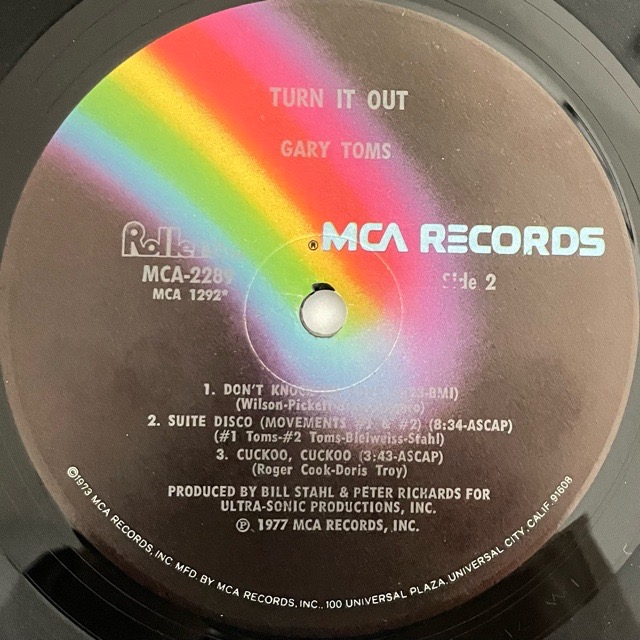 TURN IT OUT
GARY TOMS
® MCA RECORDS
MCA-2289
MCA 1292*
Side 2
1. DON'T KNOCK
(Wilson-Pickett-
2. SUITE DISCO (MOVEMENTS #1 & #2) (8:34-ASCAP)
(#1 Toms-#2 Toms-Bleiweiss-Stahl)
3. CUCKOO, CUCKOO (3:43-ASCAP)
(Roger Cook-Doris Troy)
PRODUCED BY BILL STAHL & PETER RICHARDS FOR
ULTRA-SONIC PRODUCTIONS, INC.
℗ 1977 MCA RECORDS, INC.
©1973 MCA RECORDS, INC MFD. BY MCA RECORDS, INC., 100 UNIVERSAL PLAZA, UNIVERSAL CITY, CALIF. 91608